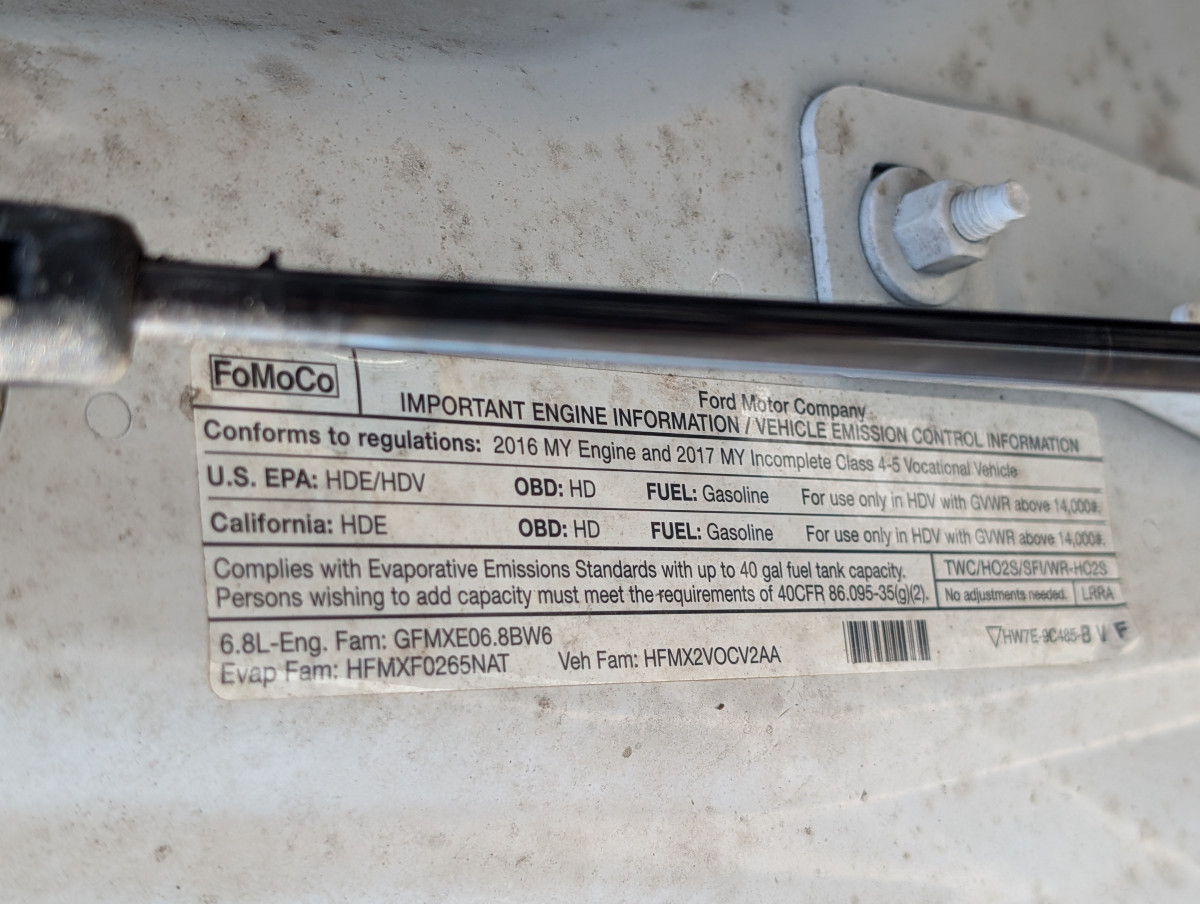 FoMoCo
Ford Motor Company
IMPORTANT ENGINE INFORMATION / VEHICLE EMISSION CONTROL INFORMATION
Conforms to regulations: 2016 MY Engine and 2017 MY Incomplete Class 4-5 Vocational Vehicle
U.S. EPA: HDE/HDV OBD: HD FUEL: Gasoline For use only in HDV with GVWR above 14,000#.
California: HDE OBD: HD FUEL: Gasoline For use only in HDV with GVWR above 14,000#.
Complies with Evaporative Emissions Standards with up to 40 gal fuel tank capacity.
Persons wishing to add capacity must meet the requirements of 40CFR 86.095-35(g)(2).
TWC/HO2S/SFI/WR-HO2S
No adjustments needed. LRRA
6.8L-Eng. Fam: GFMXE06.8BW6
Evap Fam: HFMXF0265NAT Veh Fam: HFMX2VOCV2AA
HW7E-9C485-B V F